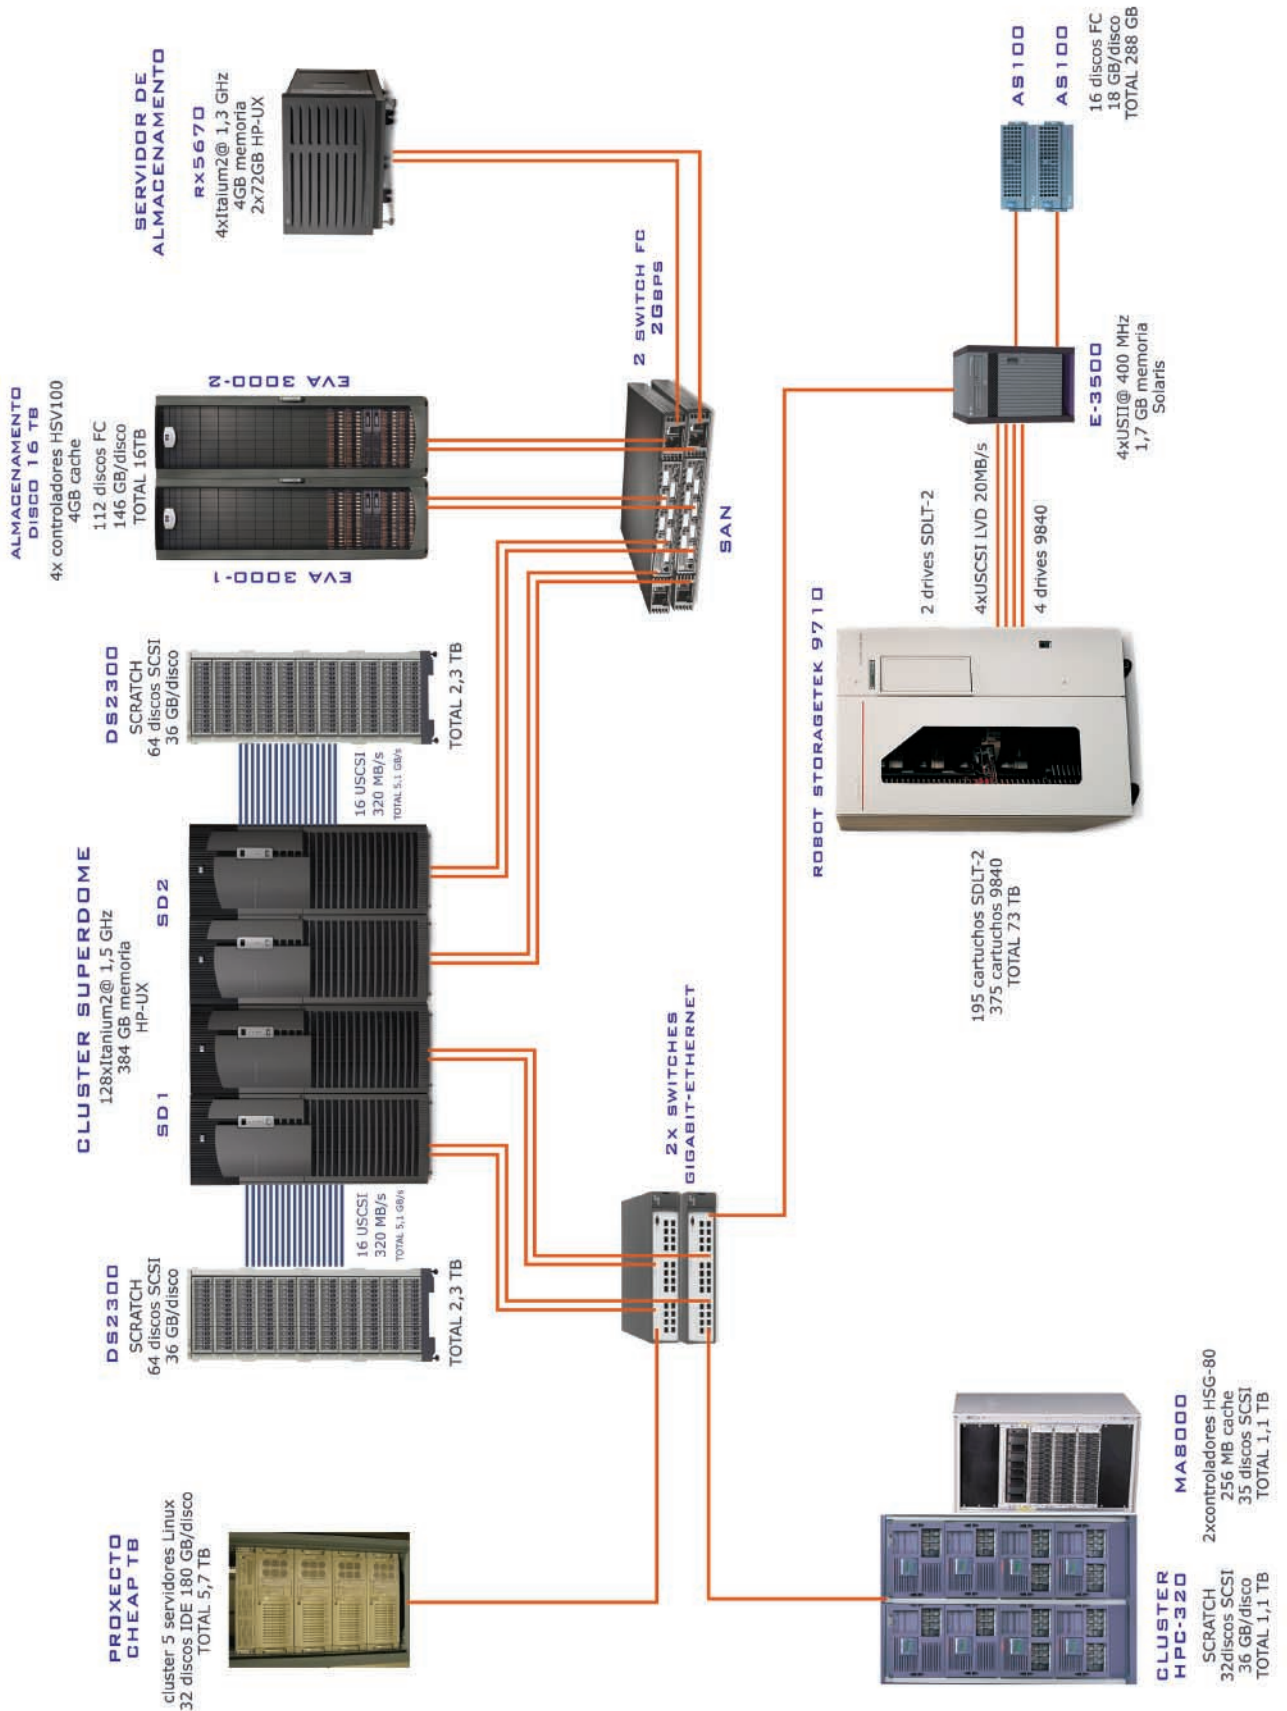 PROXECTO
CHEAP TB
cluster 5 servidores Linux
32 discos IDE 180 GB/disco
TOTAL 5,7 TB
DS2300
SCRATCH
64 discos SCSI
36 GB/disco
TOTAL 2,3 TB
16 USCSI
320 MB/s
TOTAL 5,1 GB/s
CLUSTER SUPERDOME
128xItanium2@ 1,5 GHz
384 GB memoria
HP-UX
SD1
SD2
16 USCSI
320 MB/s
TOTAL 5,1 GB/s
DS2300
SCRATCH
64 discos SCSI
36 GB/disco
TOTAL 2,3 TB
ALMACENAMENTO
DISCO 16 TB
4x controladores HSV100
4GB cache
112 discos FC
146 GB/disco
TOTAL 16TB
EVA 3000-1
EVA 3000-2
SERVIDOR DE
ALMACENAMENTO
RX5670
4xItaium2@ 1,3 GHz
4GB memoria
2x72GB HP-UX
2X SWITCHES
GIGABIT-ETHERNET
2 SWITCH FC
2GBPS
SAN
CLUSTER
HPC-320
SCRATCH
32discos SCSI
36 GB/disco
TOTAL 1,1 TB
MA8000
2xcontroladores HSG-80
256 MB cache
35 discos SCSI
TOTAL 1,1 TB
ROBOT STORAGETEK 9710
195 cartuchos SDLT-2
375 cartuchos 9840
TOTAL 73 TB
2 drives SDLT-2
4xUSCSI LVD 20MB/s
4 drives 9840
E-3500
4xUSII@ 400 MHz
1,7 GB memoria
Solaris
AS100
AS100
16 discos FC
18 GB/disco
TOTAL 288 GB